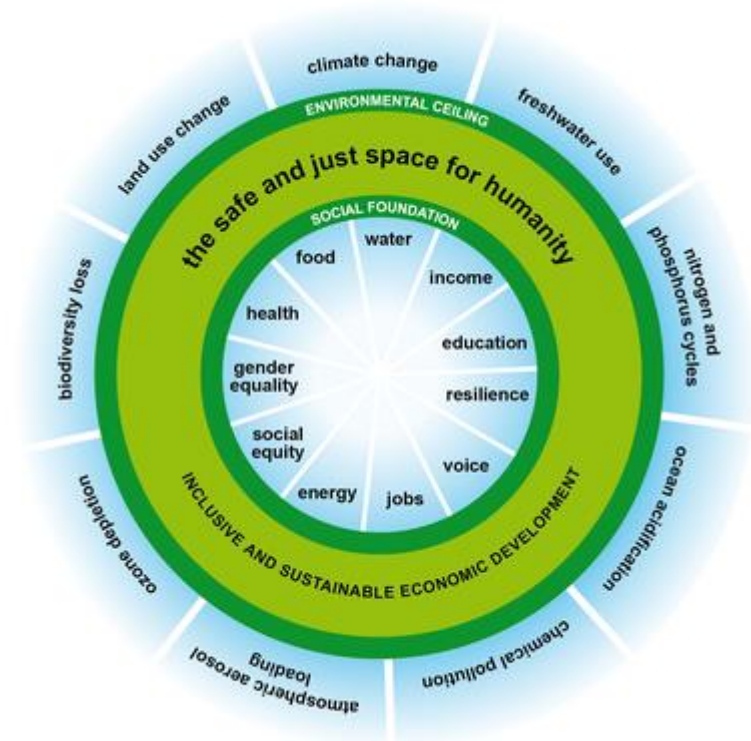 climate change
freshwater use
nitrogen and
phosphorus cycles
ocean acidification
chemical pollution
atmospheric aerosol
loading
ozone depletion
biodiversity loss
land use change
ENVIRONMENTAL CEILING
the safe and just space for humanity
SOCIAL FOUNDATION
water
income
education
resilience
voice
jobs
energy
social
equity
gender
equality
health
food
INCLUSIVE AND SUSTAINABLE ECONOMIC DEVELOPMENT